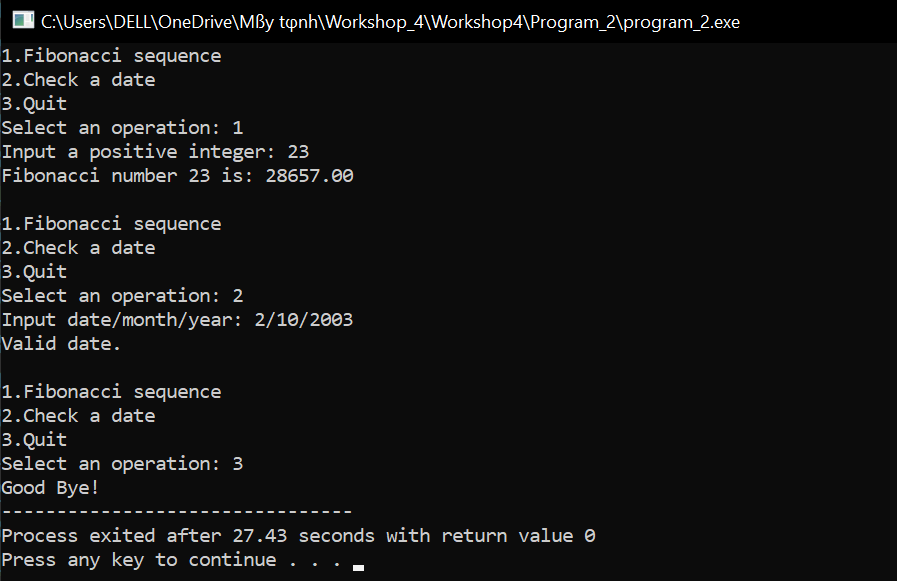 C:\Users\DELL\OneDrive\Mßy tφnh\Workshop_4\Workshop4\Program_2\program_2.exe
1.Fibonacci sequence
2.Check a date
3.Quit
Select an operation: 1
Input a positive integer: 23
Fibonacci number 23 is: 28657.00
1.Fibonacci sequence
2.Check a date
3.Quit
Select an operation: 2
Input date/month/year: 2/10/2003
Valid date.
1.Fibonacci sequence
2.Check a date
3.Quit
Select an operation: 3
Good Bye!
--------------------------------
Process exited after 27.43 seconds with return value 0
Press any key to continue . . .